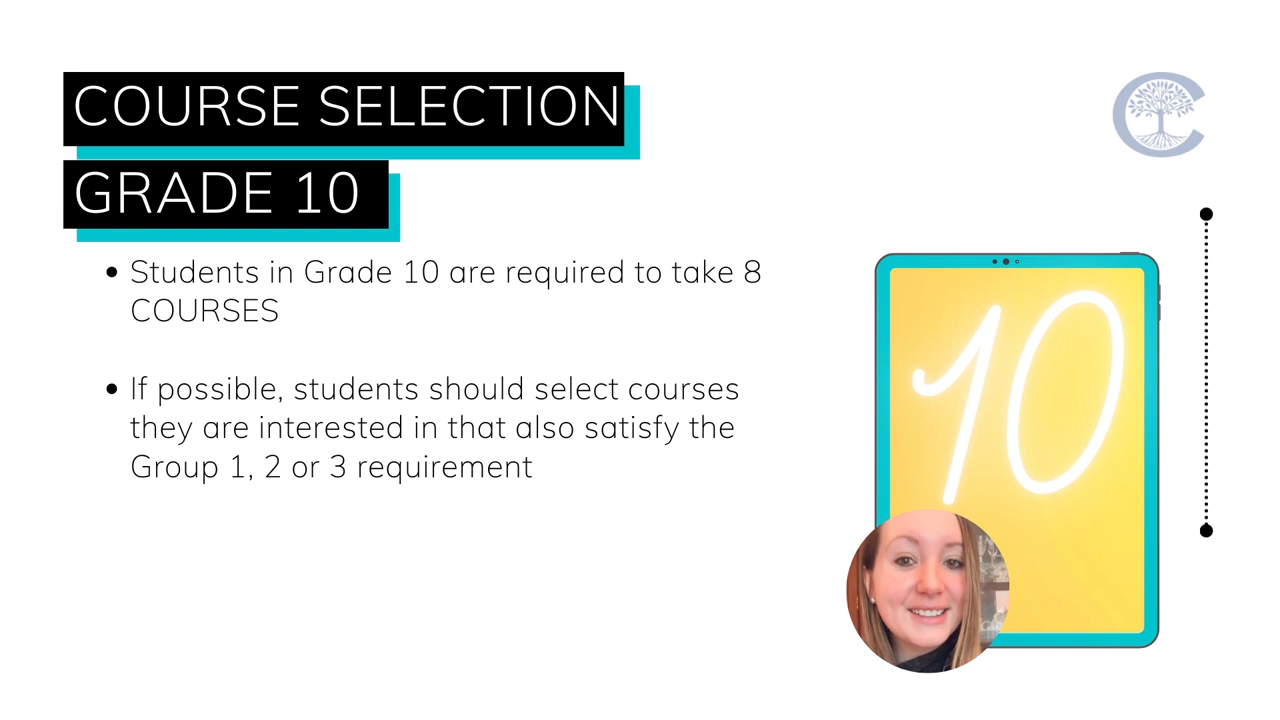 COURSE SELECTION
GRADE 10
• Students in Grade 10 are required to take 8
COURSES
• If possible, students should select courses
they are interested in that also satisfy the
Group 1, 2 or 3 requirement
10
C